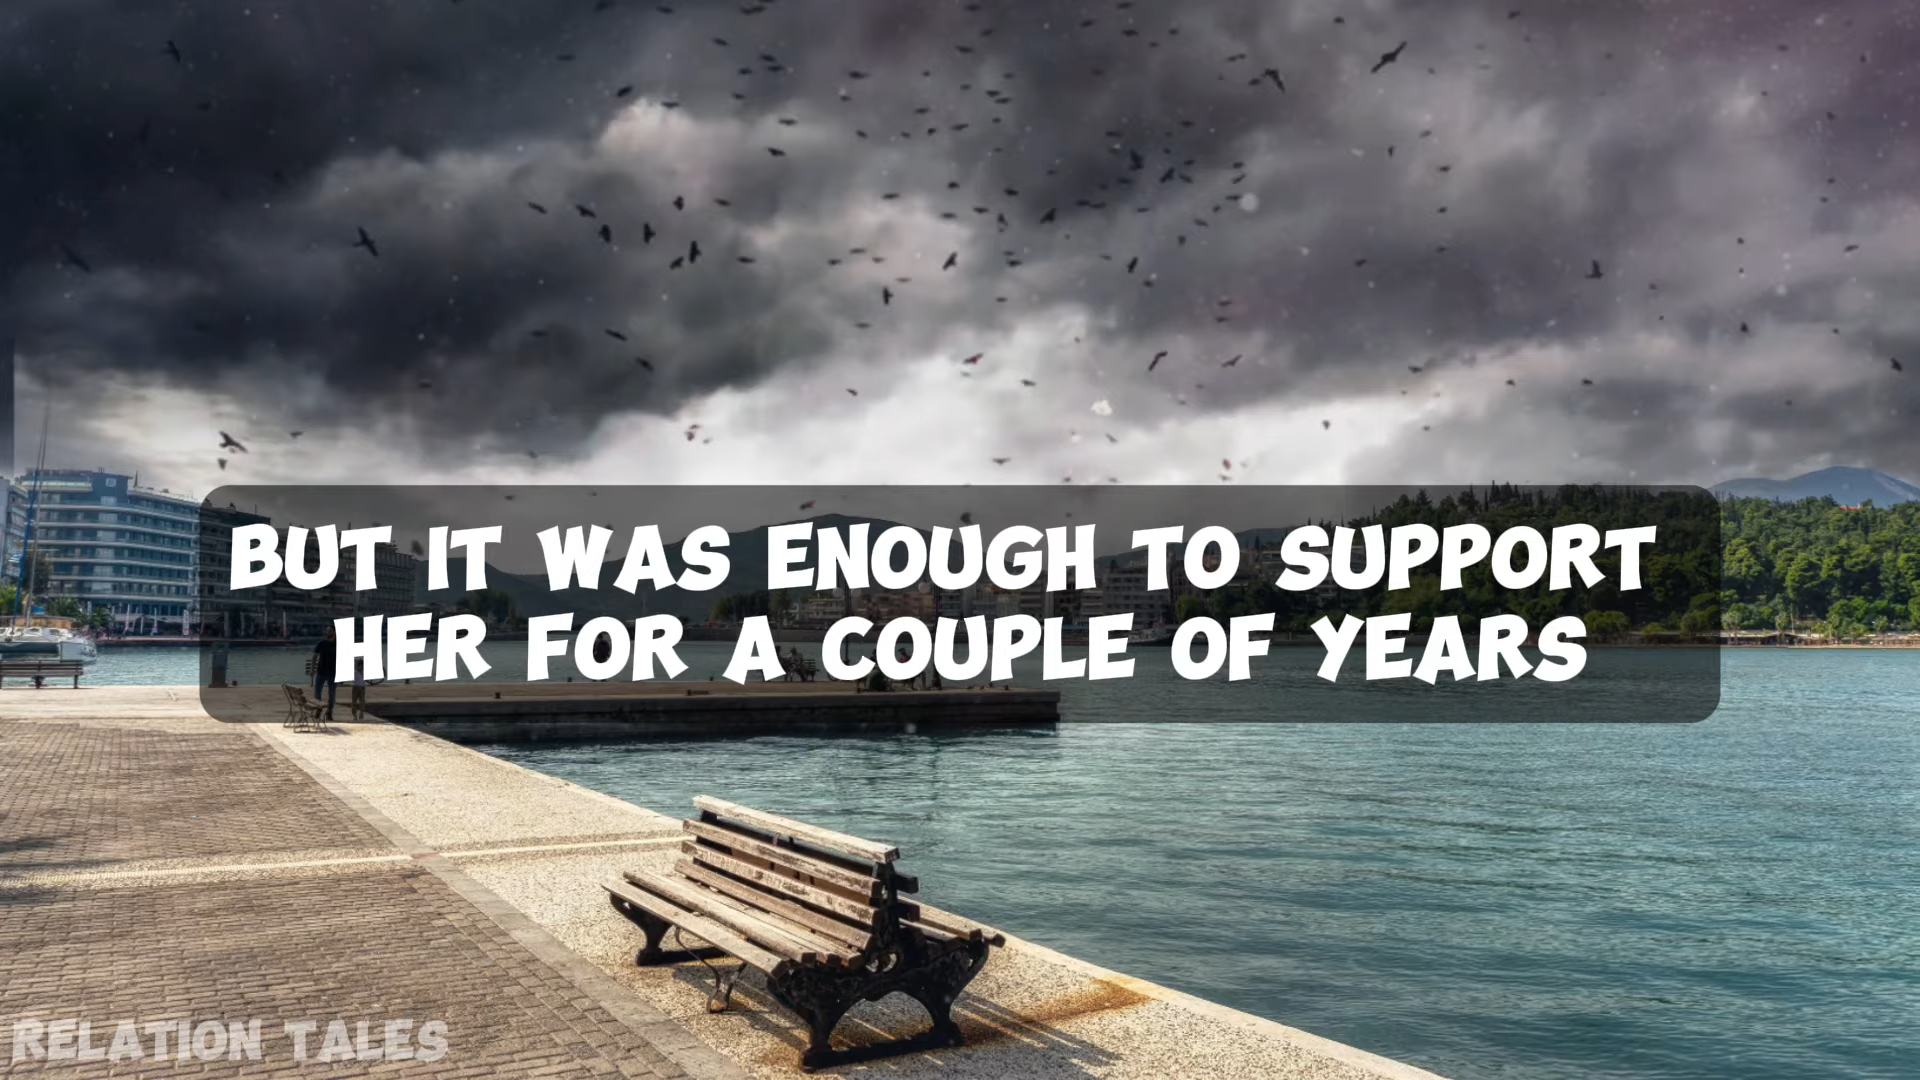 BUT IT WAS ENOUGH TO SUPPORT
HER FOR A COUPLE OF YEARS
RELATION TALES